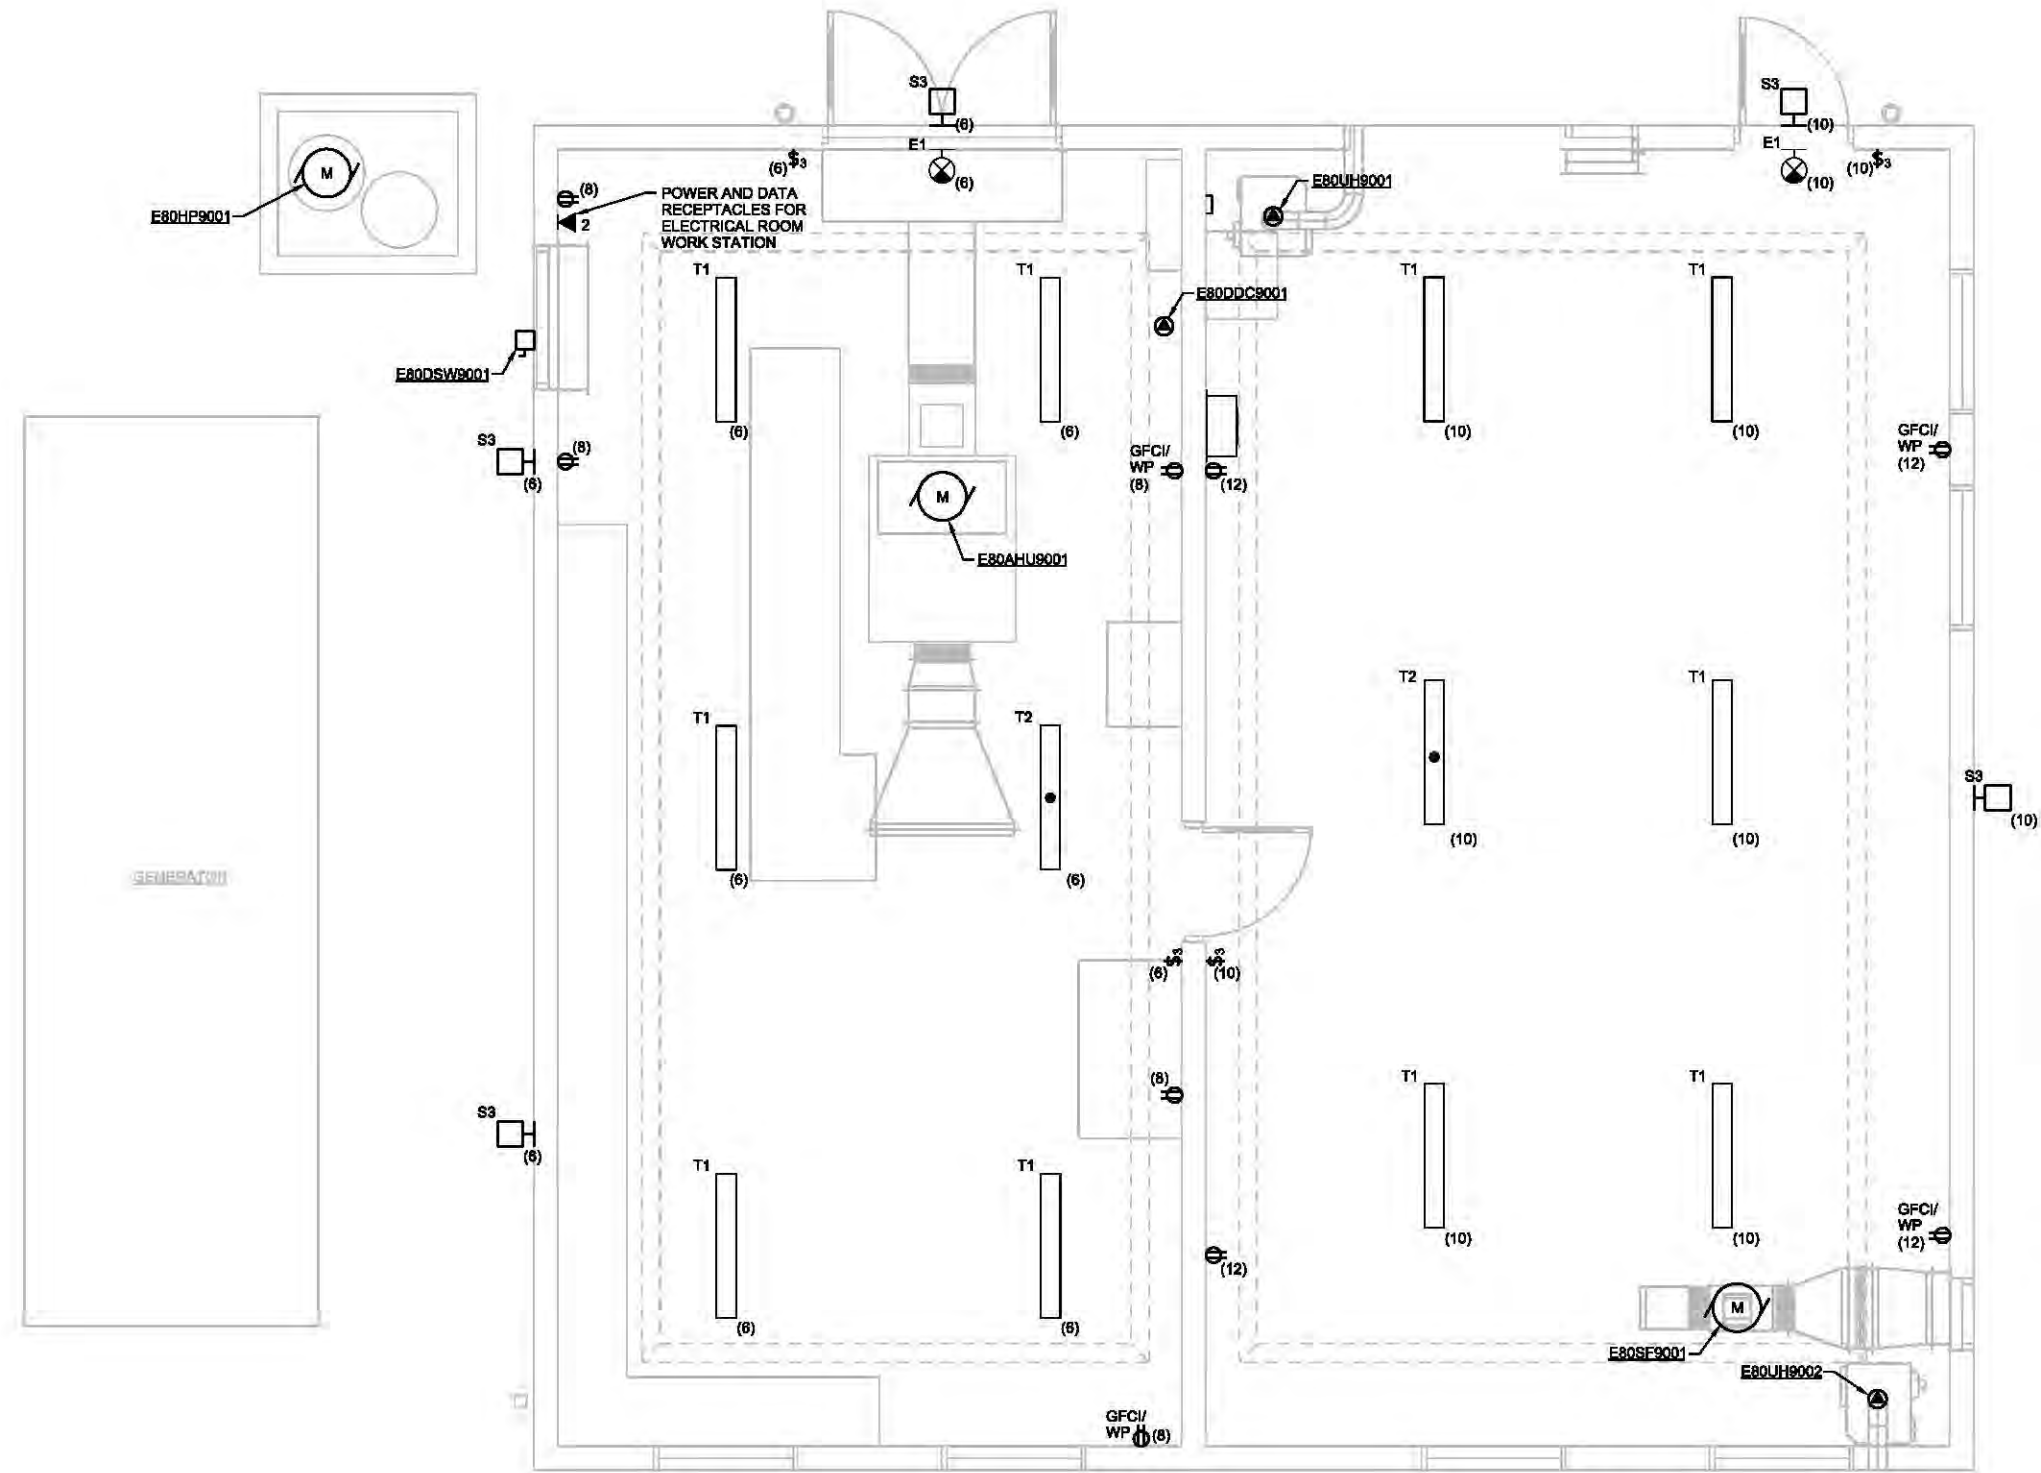 S3
(6)
S3
(10)
E1
(6)
E1
(10)
(6) $3
(10) $3
M
E80HP9001
(8)
2
POWER AND DATA
RECEPTACLES FOR
ELECTRICAL ROOM
WORK STATION
E80UH9001
T1
(6)
T1
(6)
E80DDC9001
T1
(10)
T1
(10)
E80DSW9001
S3
(6)
(8)
GFCI/
WP
(8)
(12)
GFCI/
WP
(12)
M
E80AHU9001
T1
(6)
T2
(6)
T2
(10)
T1
(10)
S3
(10)
GENERATOR
(6) $3
$3
(10)
(8)
S3
(6)
T1
(6)
T1
(6)
T1
(10)
T1
(10)
GFCI/
WP
(12)
(12)
M
E80SF9001
E80UH9002
GFCI/
WP
(8)